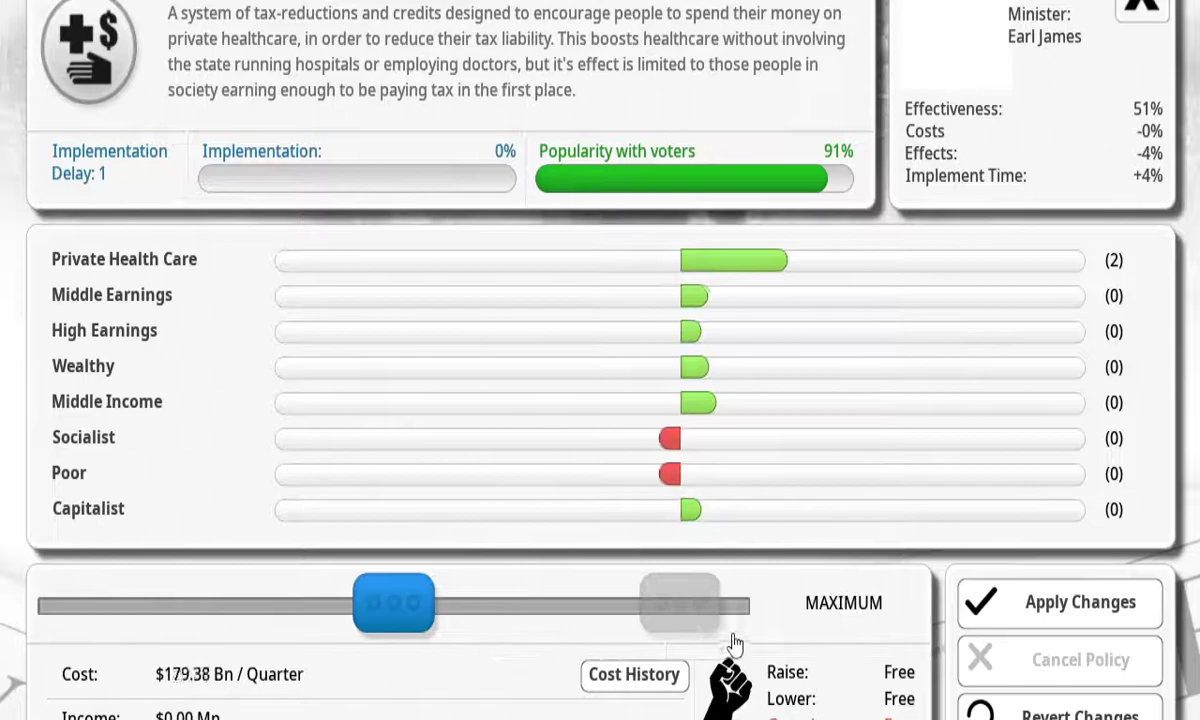 A system of tax-reductions and credits designed to encourage people to spend their money on
private healthcare, in order to reduce their tax liability. This boosts healthcare without involving
the state running hospitals or employing doctors, but it's effect is limited to those people in
society earning enough to be paying tax in the first place.
Minister:
Earl James
Effectiveness: 51%
Costs -0%
Effects: -4%
Implement Time: +4%
Implementation
Delay: 1
Implementation: 0%
Popularity with voters 91%
Private Health Care (2)
Middle Earnings (0)
High Earnings (0)
Wealthy (0)
Middle Income (0)
Socialist (0)
Poor (0)
Capitalist (0)
MAXIMUM
Apply Changes
Cancel Policy
Revert Changes
Cost: $179.38 Bn / Quarter
Cost History
Raise: Free
Lower: Free
Income: $0.00 Mn